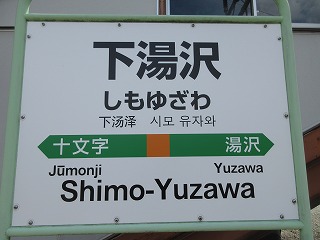 下湯沢
しもゆざわ
下汤泽 시모 유자와
十文字 湯沢
Jūmonji Yuzawa
Shimo-Yuzawa